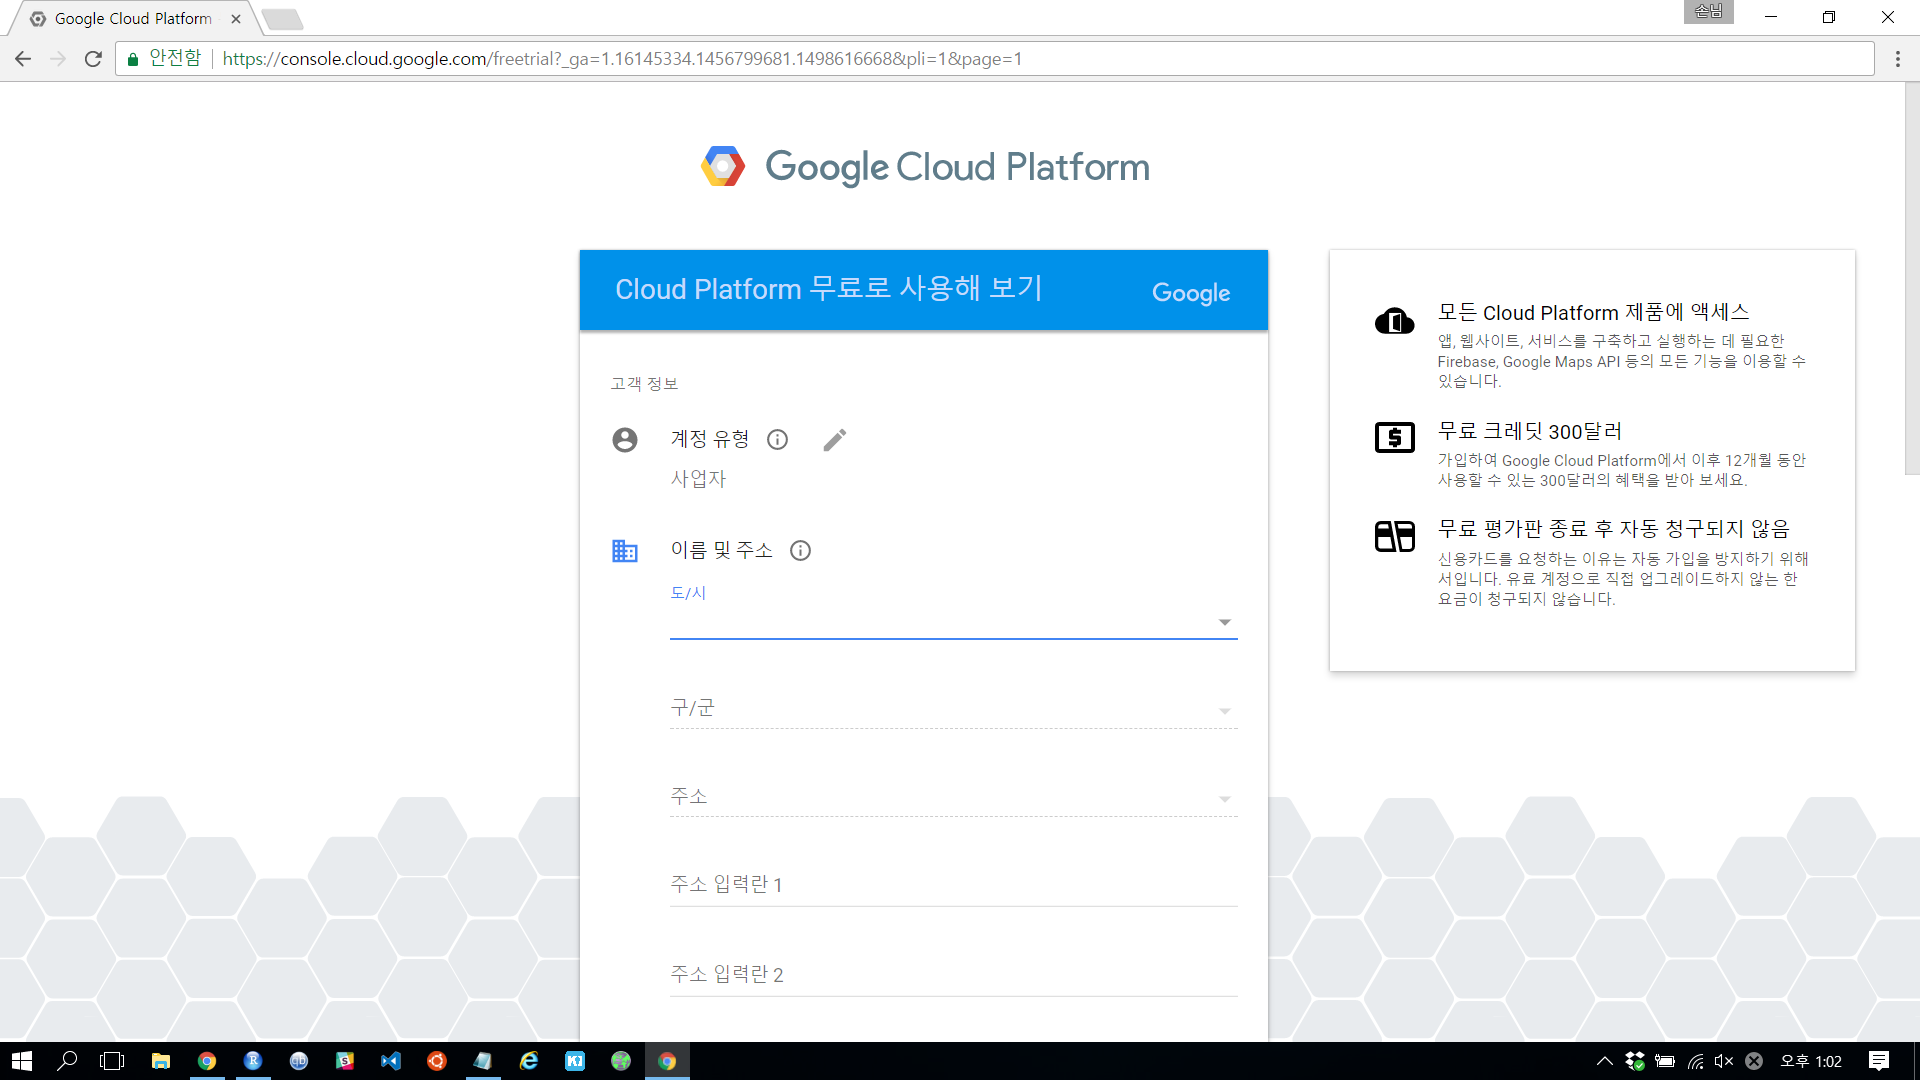 Google Cloud Platform
손님
안전함
https://console.cloud.google.com/freetrial?_ga=1.16145334.1456799681.1498616668&pli=1&page=1
Google Cloud Platform
Cloud Platform 무료로 사용해 보기
Google
고객 정보
계정 유형
사업자
이름 및 주소
도/시
구/군
주소
주소 입력란 1
주소 입력란 2
모든 Cloud Platform 제품에 액세스
앱, 웹사이트, 서비스를 구축하고 실행하는 데 필요한
Firebase, Google Maps API 등의 모든 기능을 이용할 수
있습니다.
무료 크레딧 300달러
가입하여 Google Cloud Platform에서 이후 12개월 동안
사용할 수 있는 300달러의 혜택을 받아 보세요.
무료 평가판 종료 후 자동 청구되지 않음
신용카드를 요청하는 이유는 자동 가입을 방지하기 위해
서입니다. 유료 계정으로 직접 업그레이드하지 않는 한
요금이 청구되지 않습니다.
오후 1:02